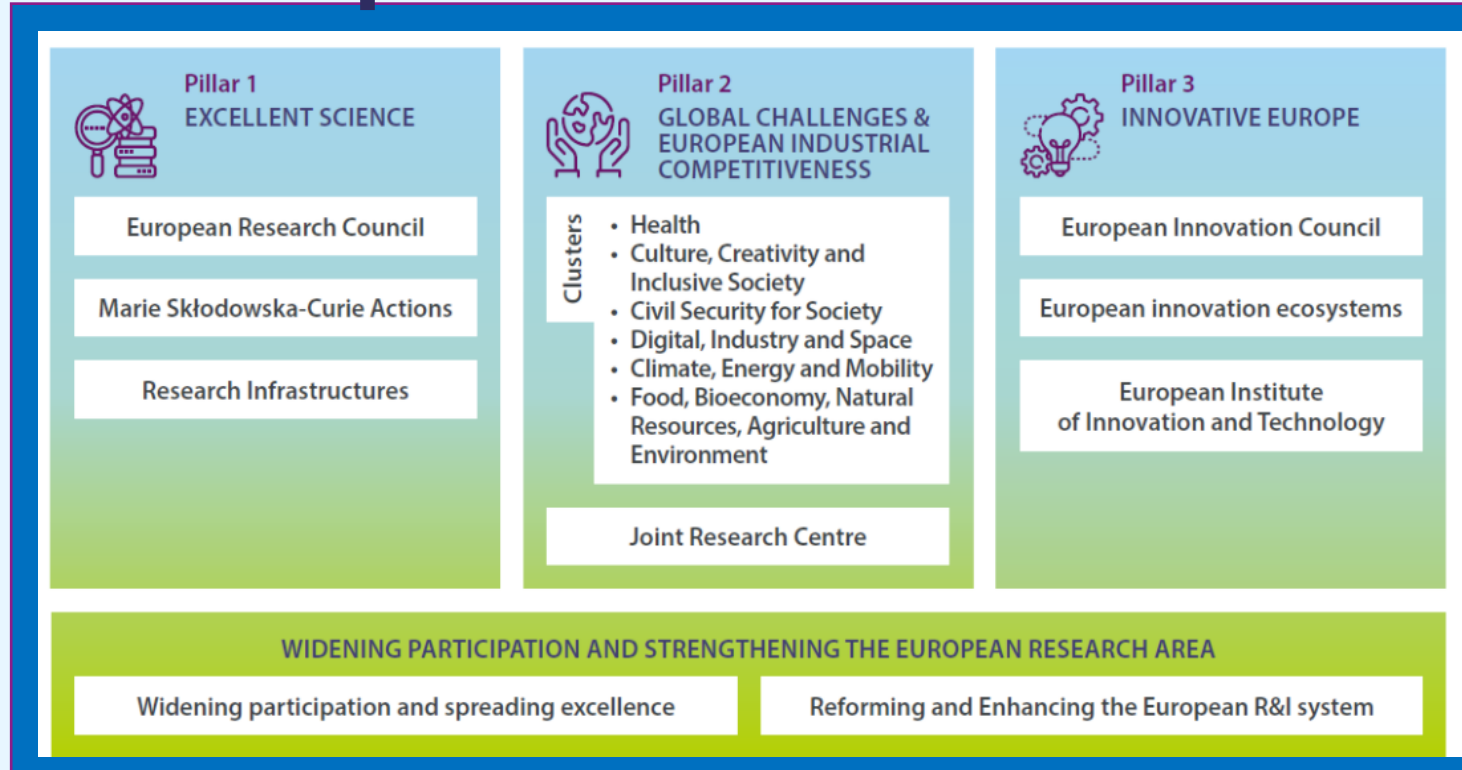 Pillar 1
EXCELLENT SCIENCE
European Research Council
Marie Skłodowska-Curie Actions
Research Infrastructures
Pillar 2
GLOBAL CHALLENGES &
EUROPEAN INDUSTRIAL
COMPETITIVENESS
Clusters
• Health
• Culture, Creativity and
Inclusive Society
• Civil Security for Society
• Digital, Industry and Space
• Climate, Energy and Mobility
• Food, Bioeconomy, Natural
Resources, Agriculture and
Environment
Joint Research Centre
Pillar 3
INNOVATIVE EUROPE
European Innovation Council
European innovation ecosystems
European Institute
of Innovation and Technology
WIDENING PARTICIPATION AND STRENGTHENING THE EUROPEAN RESEARCH AREA
Widening participation and spreading excellence
Reforming and Enhancing the European R&I system